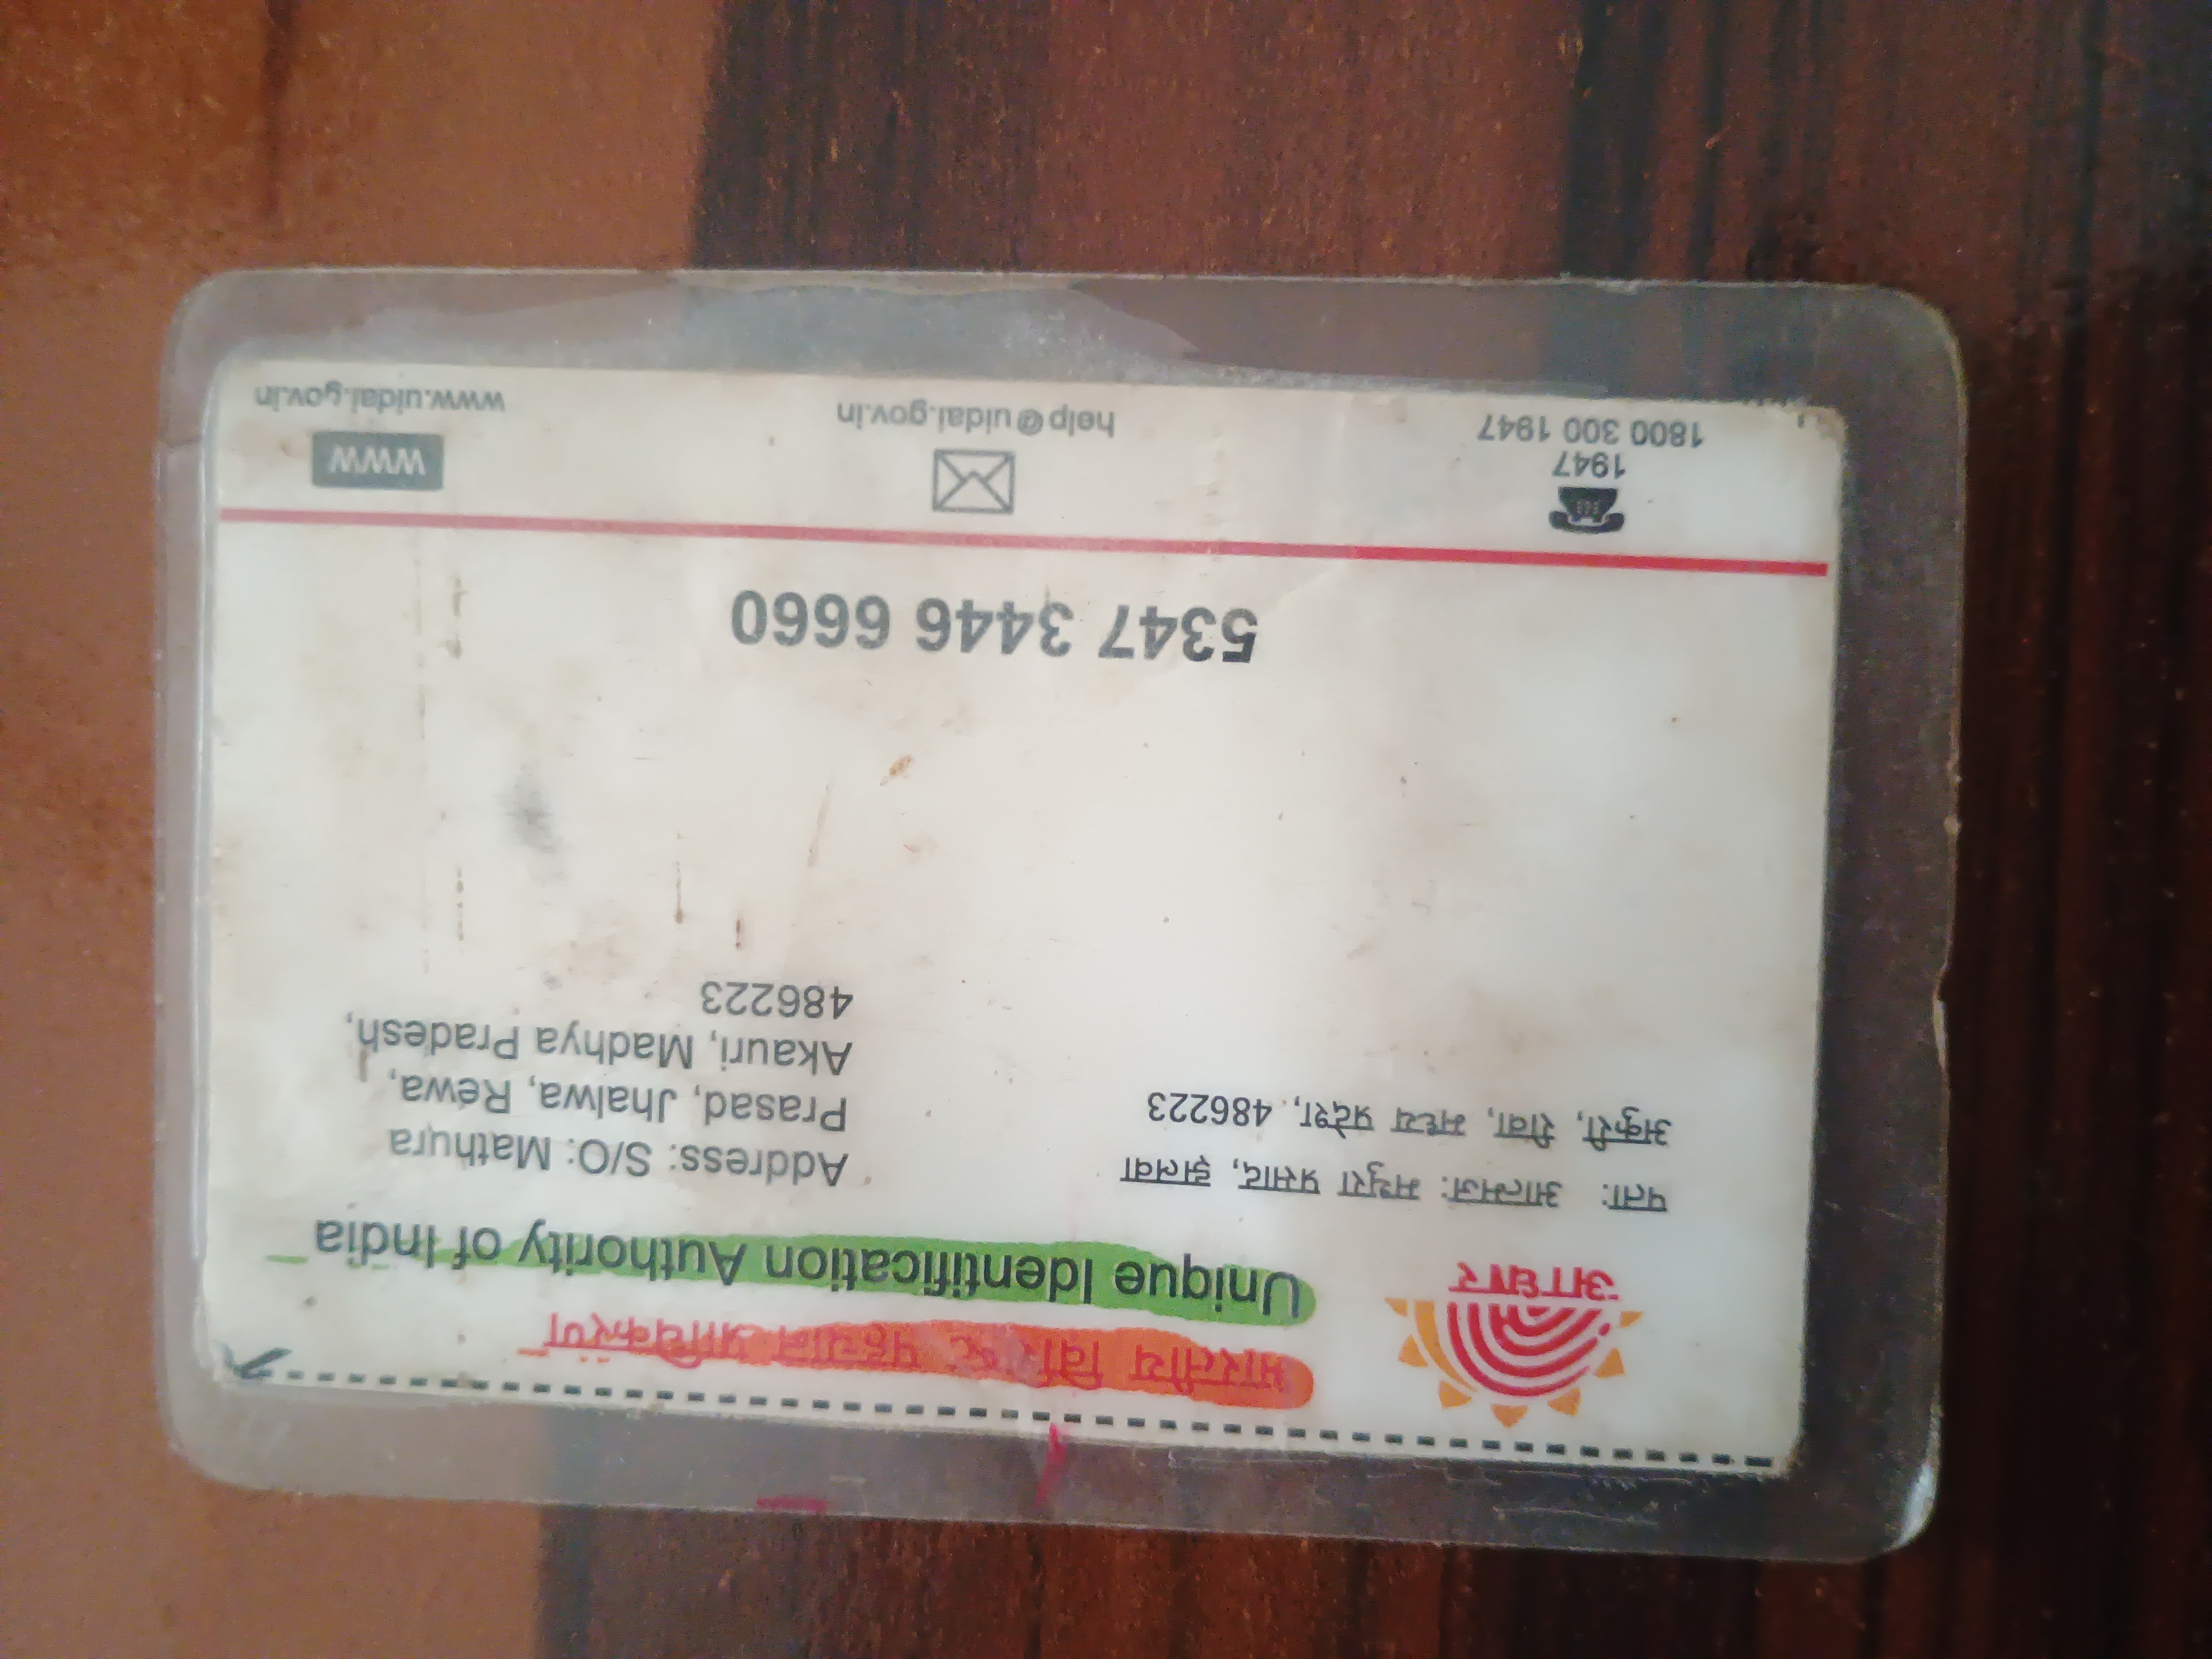 भारतीय विशिष्ट पहचान प्राधिकरण
Unique Identification Authority of India
आधार
पता: आत्मज: मथुरा प्रसाद, झलवा
अकुरी, रीवा, मध्य प्रदेश, 486223
Address: S/O: Mathura
Prasad, Jhalwa, Rewa,
Akauri, Madhya Pradesh,
486223
5347 3446 6660
1947
1800 300 1947
help@uidai.gov.in
WWW
www.uidai.gov.in